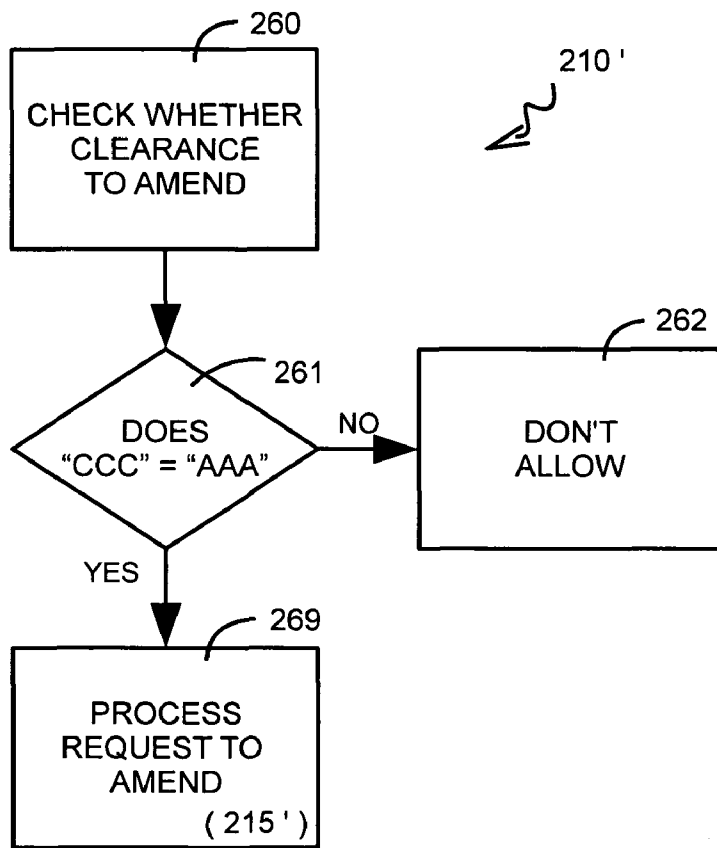 260
210 '
CHECK WHETHER
CLEARANCE
TO AMEND
261
262
DOES
“CCC” = “AAA”
NO
DON'T
ALLOW
YES
269
PROCESS
REQUEST TO
AMEND
( 215 ' )